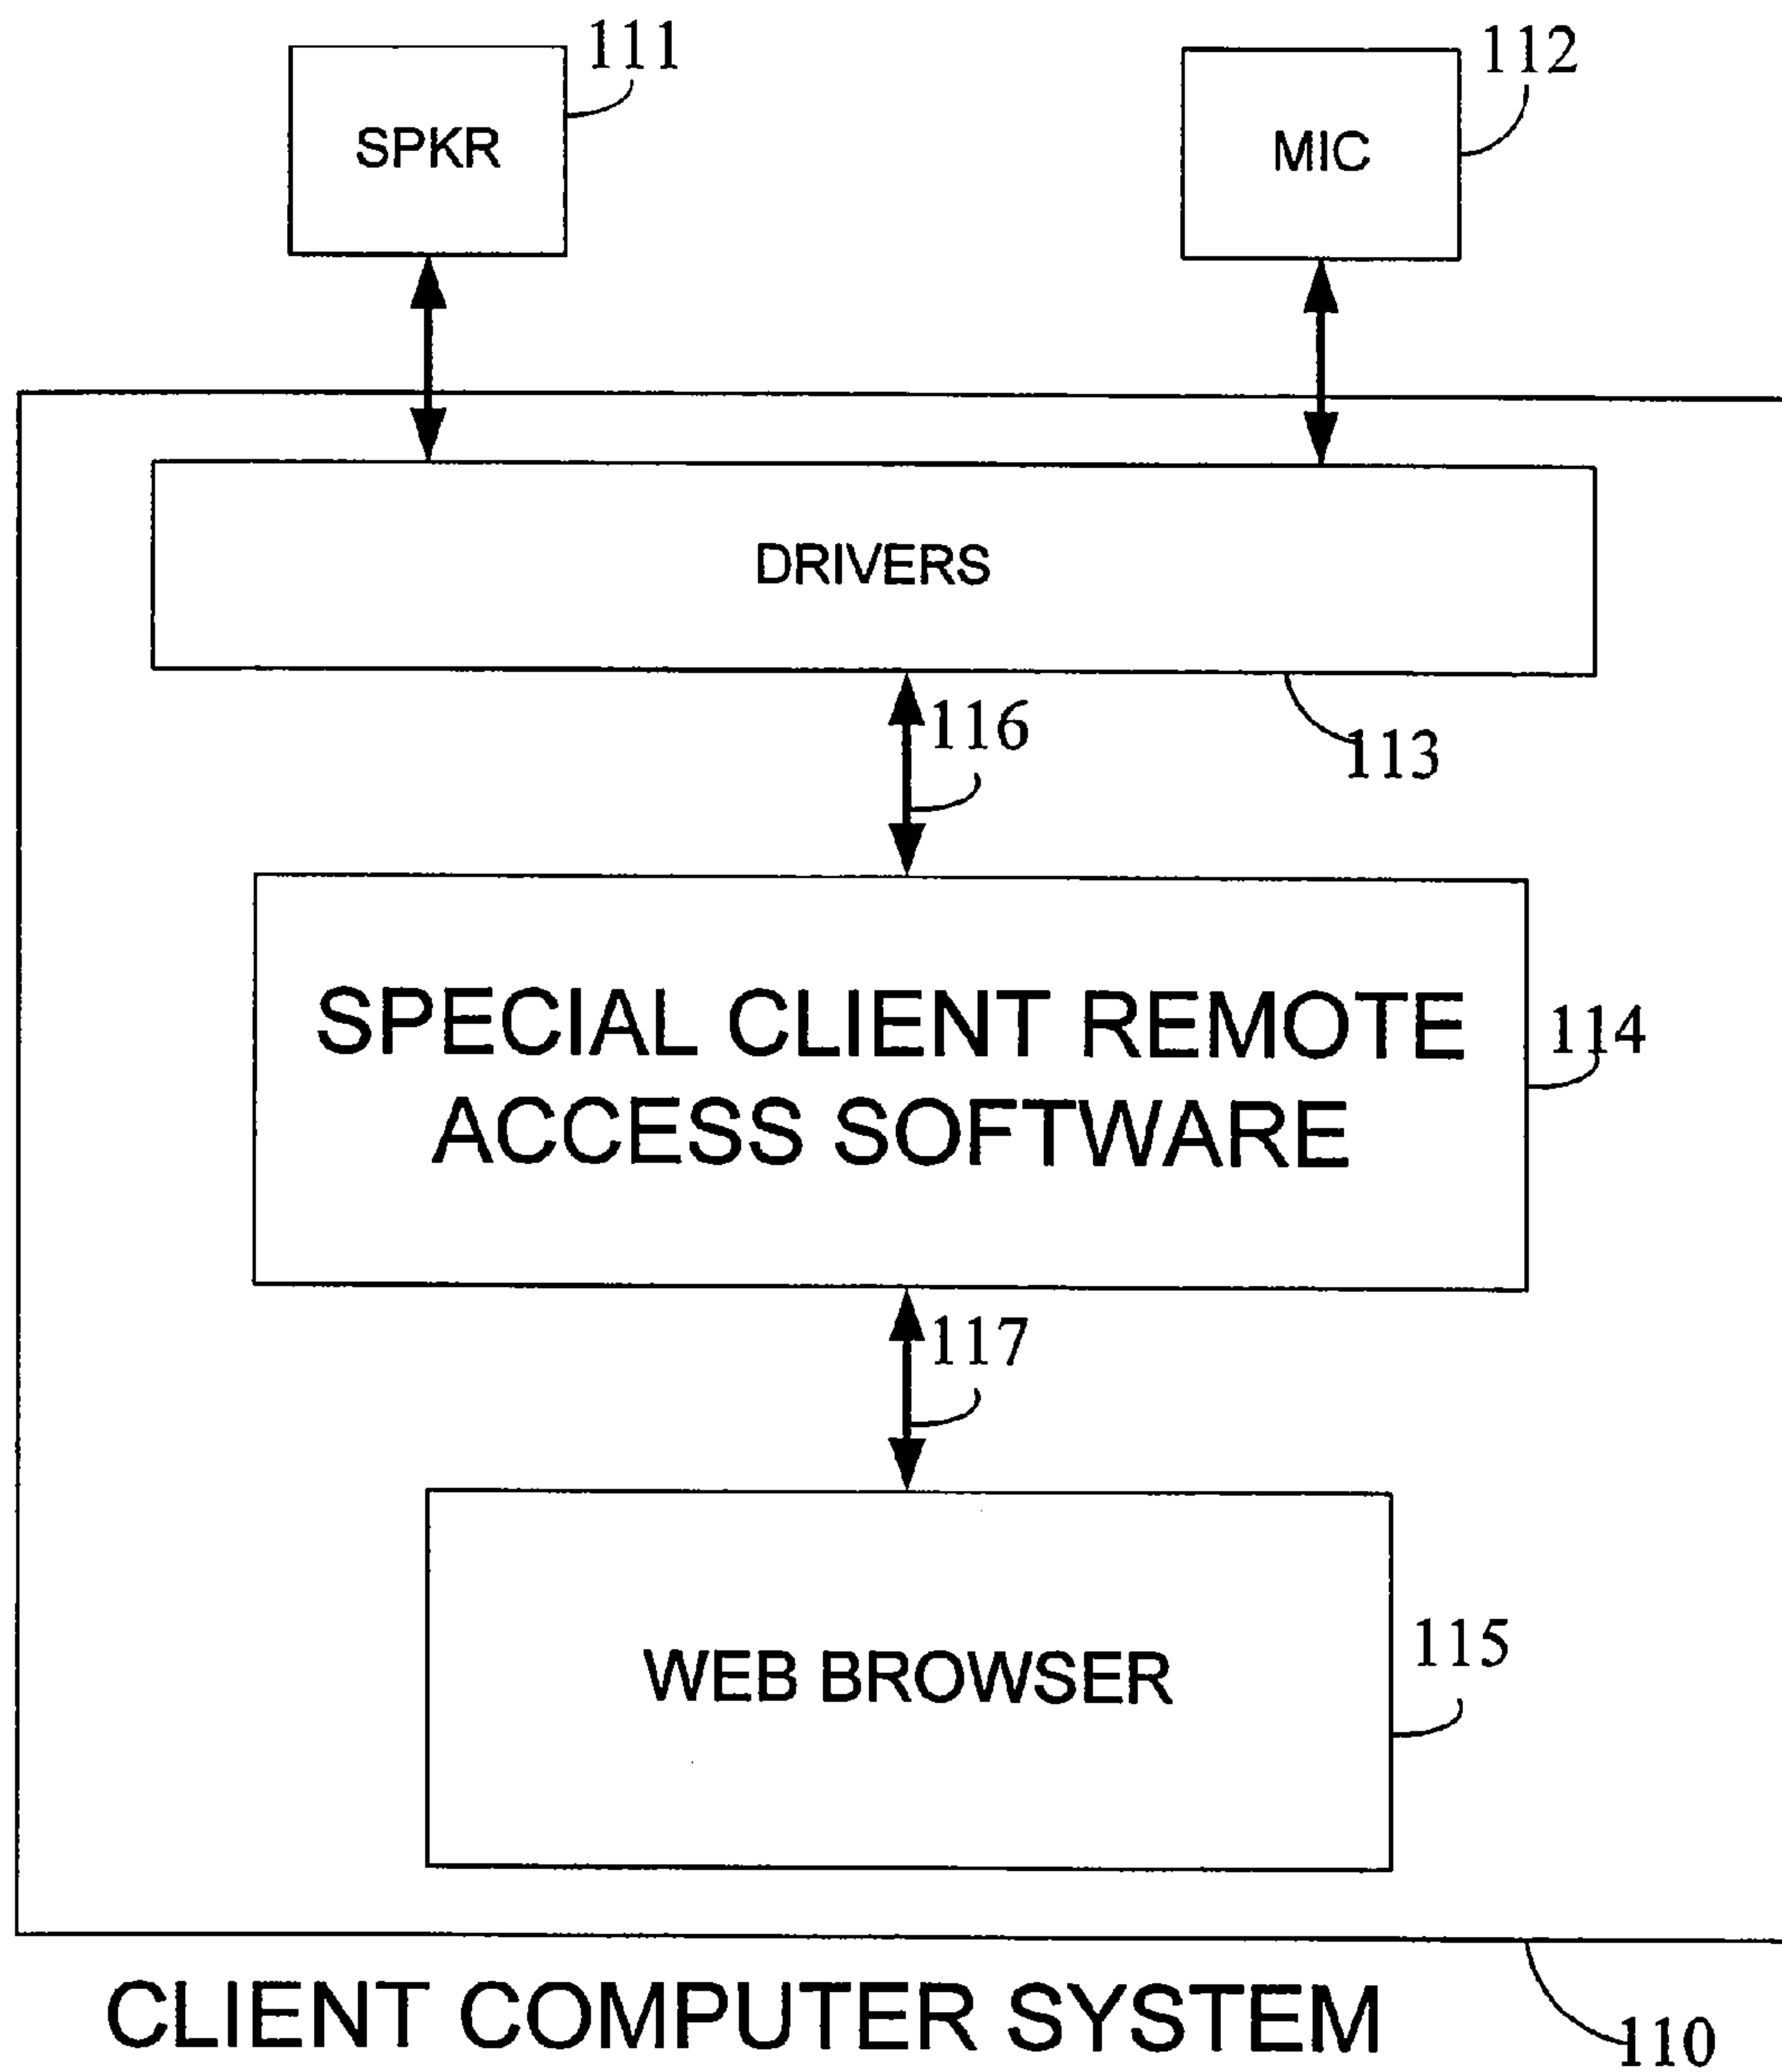 111
112
SPKR
MIC
DRIVERS
116
113
SPECIAL CLIENT REMOTE
ACCESS SOFTWARE
114
117
WEB BROWSER
115
CLIENT COMPUTER SYSTEM
110